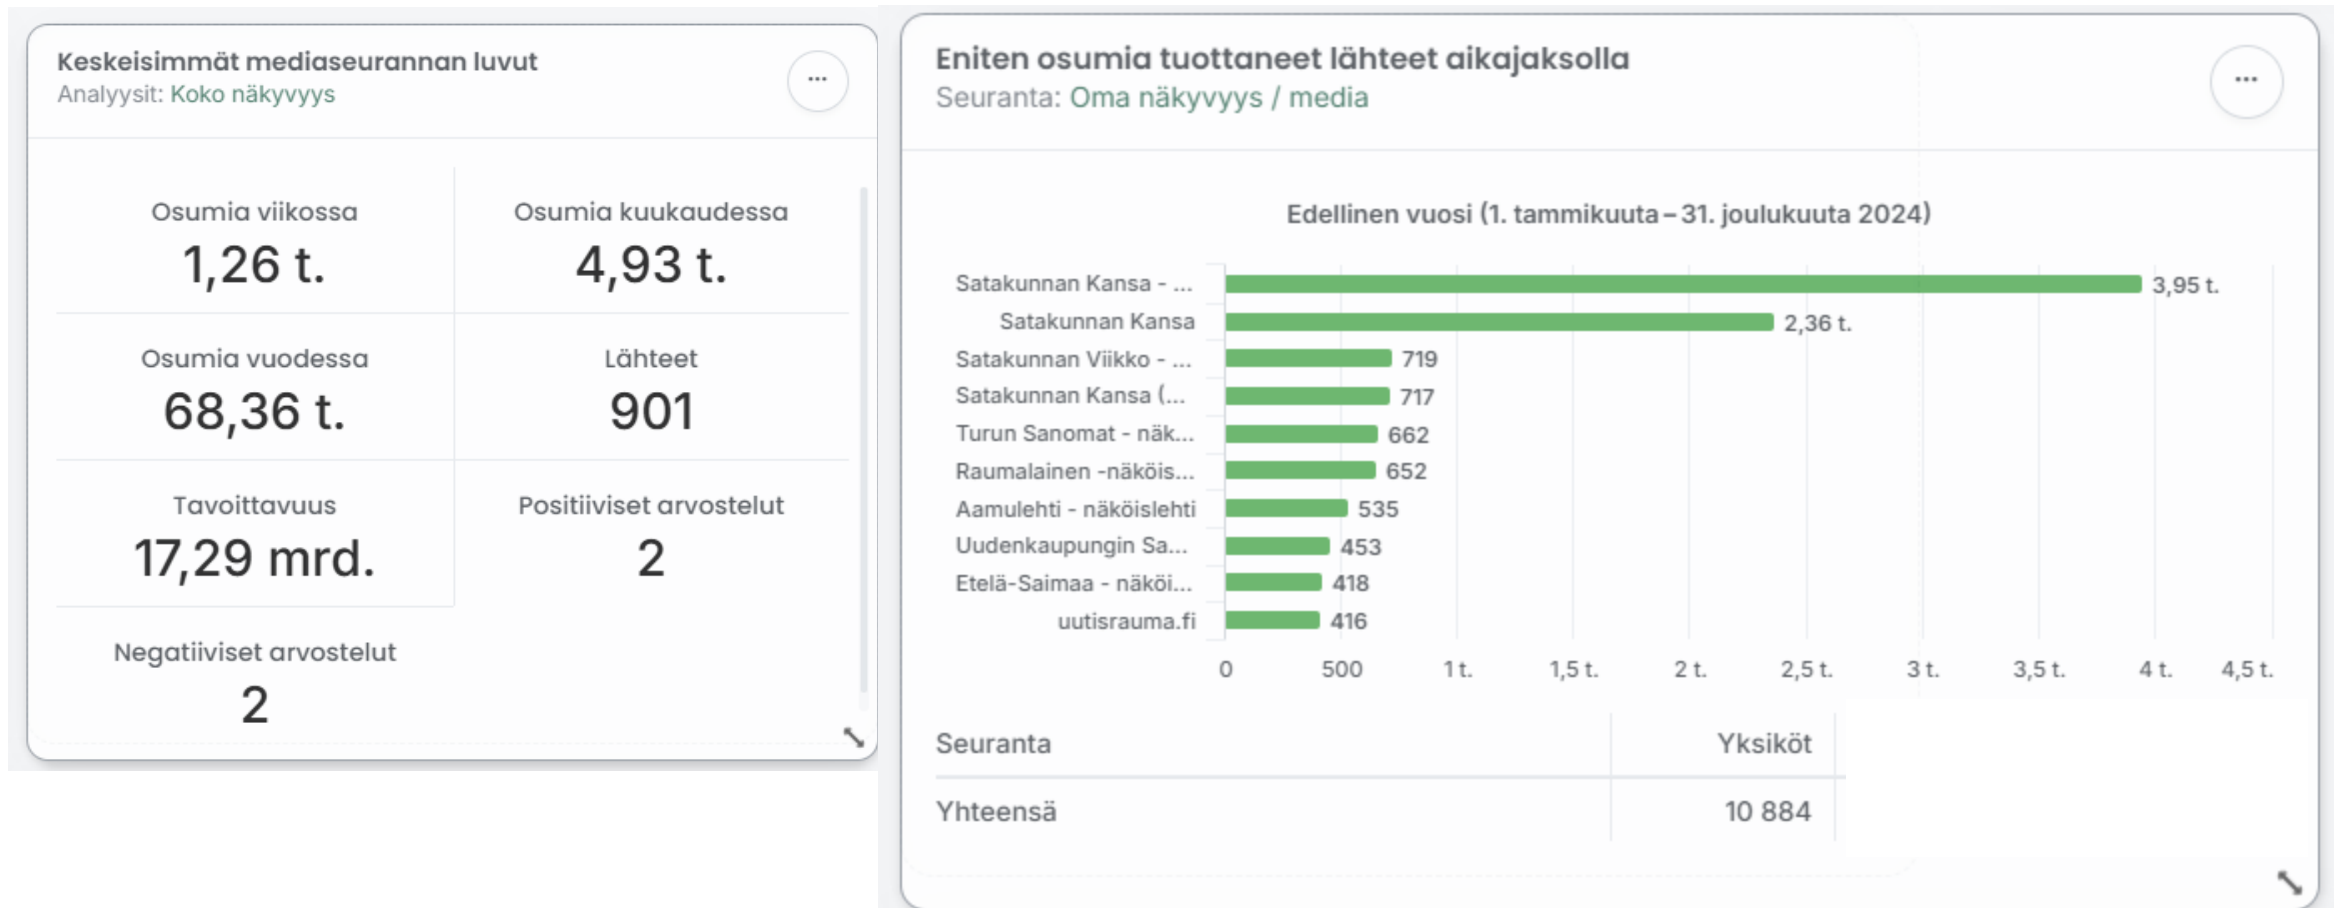 Keskeisimmät mediaseurannan luvut
Analyysit: Koko näkyvyys
...
Osumia viikossa
1,26 t.
Osumia kuukaudessa
4,93 t.
Osumia vuodessa
68,36 t.
Lähteet
901
Tavoittavuus
17,29 mrd.
Positiiviset arvostelut
2
Negatiiviset arvostelut
2
Eniten osumia tuottaneet lähteet aikajaksolla
Seuranta: Oma näkyvyys / media
...
Edellinen vuosi (1. tammikuuta – 31. joulukuuta 2024)
Satakunnan Kansa - ... 3,95 t.
Satakunnan Kansa 2,36 t.
Satakunnan Viikko - ... 719
Satakunnan Kansa (... 717
Turun Sanomat - näk... 662
Raumalainen -näköis... 652
Aamulehti - näköislehti 535
Uudenkaupungin Sa... 453
Etelä-Saimaa - näköi... 418
uutisrauma.fi 416
0 500 1 t. 1,5 t. 2 t. 2,5 t. 3 t. 3,5 t. 4 t. 4,5 t.
Seuranta Yksiköt
Yhteensä 10 884